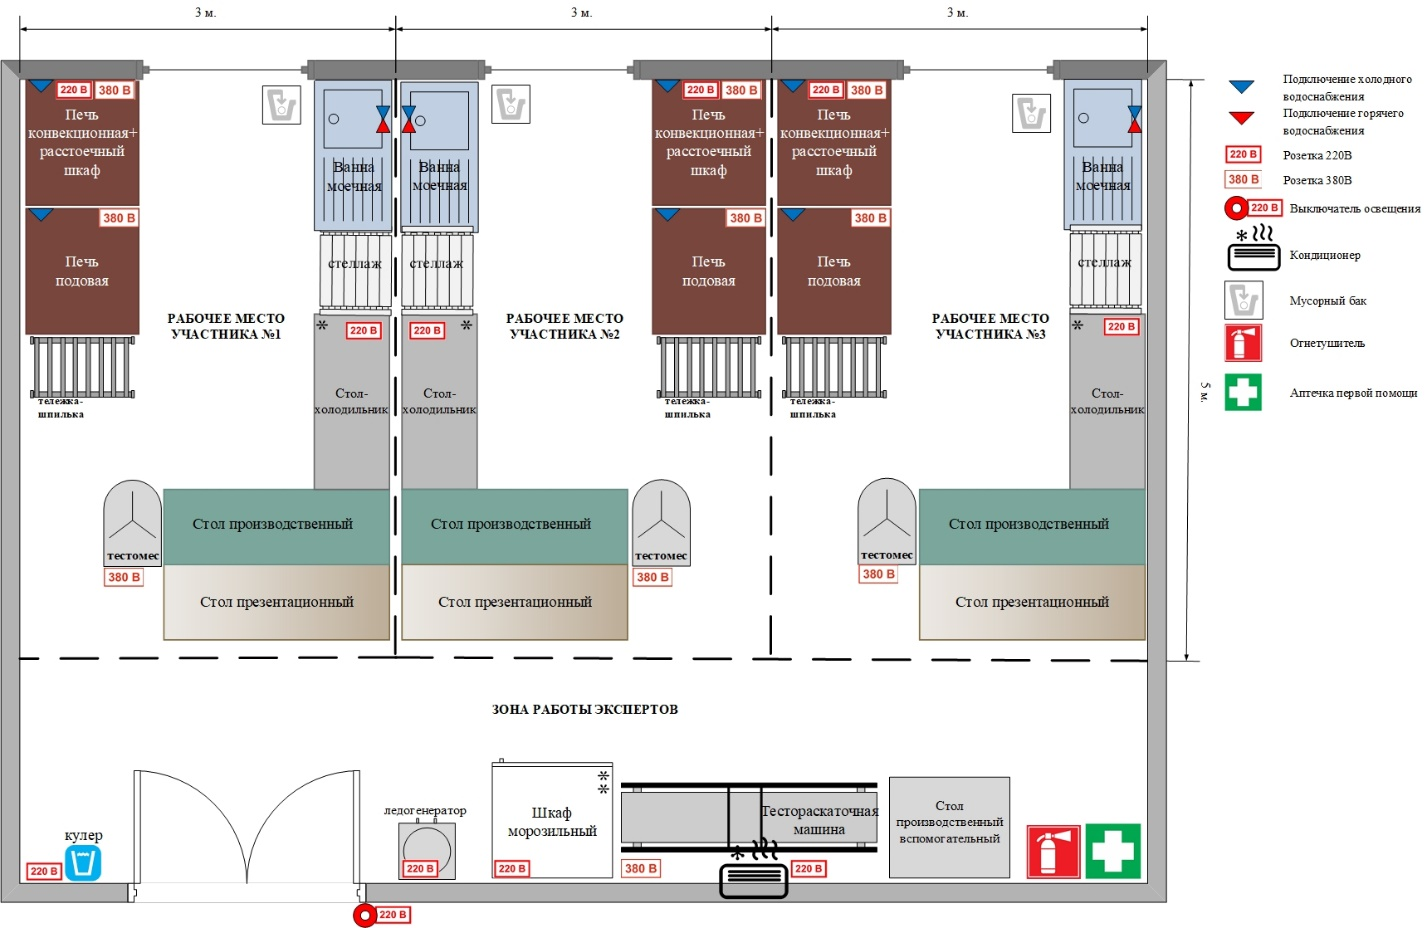 3 м.
3 м.
3 м.
220 В
380 В
Печь
конвекционная+
расстоечный
шкаф
380 В
Печь
подовая
тележка-
шпилька
РАБОЧЕЕ МЕСТО
УЧАСТНИКА №1
Ванна
моечная
стеллаж
*
220 В
Стол-
холодильник
тестомес
380 В
Стол производственный
Стол презентационный
Ванна
моечная
стеллаж
220 В
*
Стол-
холодильник
РАБОЧЕЕ МЕСТО
УЧАСТНИКА №2
220 В
380 В
Печь
конвекционная+
расстоечный
шкаф
380 В
Печь
подовая
тележка-
шпилька
Стол производственный
Стол презентационный
тестомес
380 В
220 В
380 В
Печь
конвекционная+
расстоечный
шкаф
380 В
Печь
подовая
тележка-
шпилька
РАБОЧЕЕ МЕСТО
УЧАСТНИКА №3
Ванна
моечная
стеллаж
*
220 В
Стол-
холодильник
тестомес
380 В
Стол производственный
Стол презентационный
5 м.
ЗОНА РАБОТЫ ЭКСПЕРТОВ
кулер
220 В
220 В
ледогенератор
220 В
*
*
Шкаф
морозильный
220 В
Тестораскаточная
машина
380 В
*
220 В
Стол
производственный
вспомогательный
Подключение холодного
водоснабжения
Подключение горячего
водоснабжения
220 В Розетка 220В
380 В Розетка 380В
220 В Выключатель освещения
* Кондиционер
Мусорный бак
Огнетушитель
Аптечка первой помощи